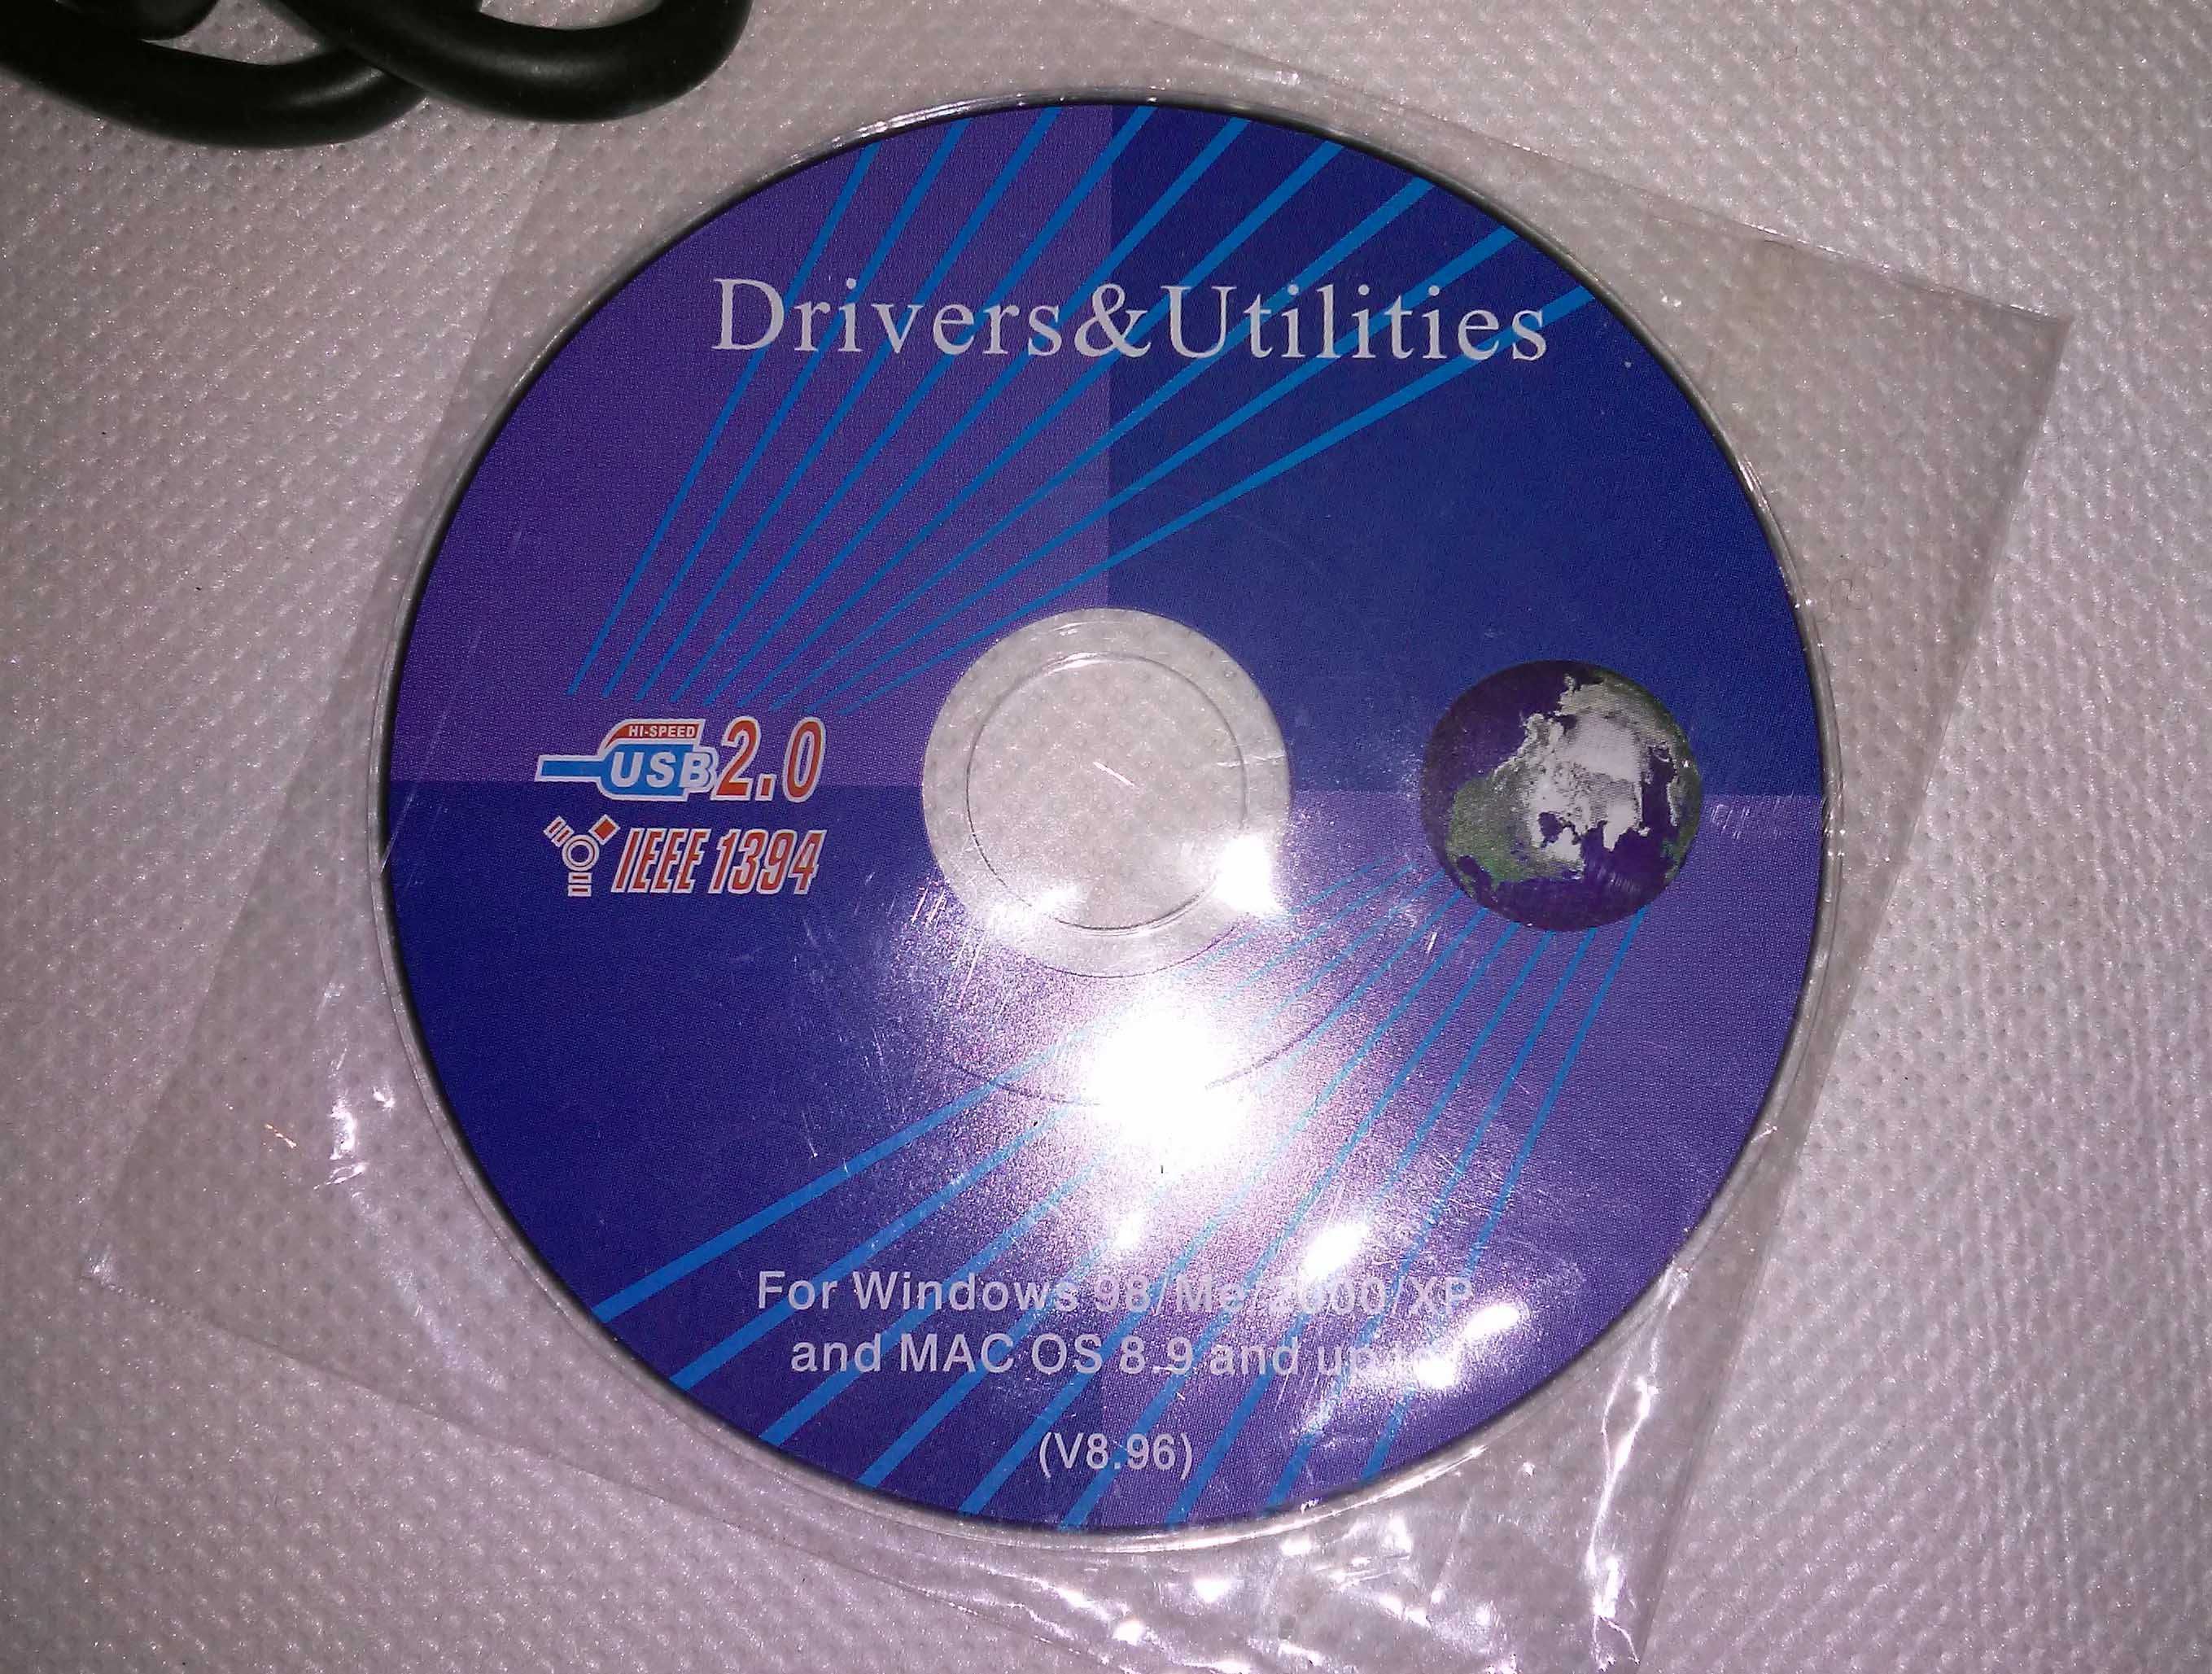 Drivers&Utilities
HI-SPEED
USB 2.0
IEEE 1394
For Windows 98/Me/2000/XP
and MAC OS 8.9 and up
(V8.96)